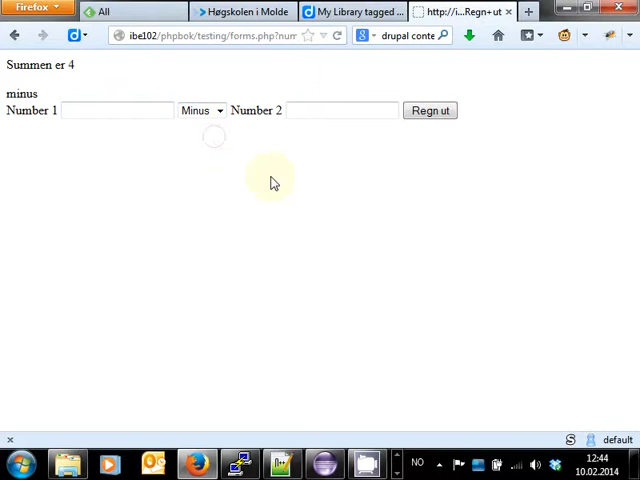 Firefox
All
Høgskolen i Molde
My Library tagged ...
http://i...Regn+ut
ibe102/phpbok/testing/forms.php?num
drupal conte
Summen er 4
minus
Number 1 Minus Number 2 Regn ut
default
NO
12:44
10.02.2014